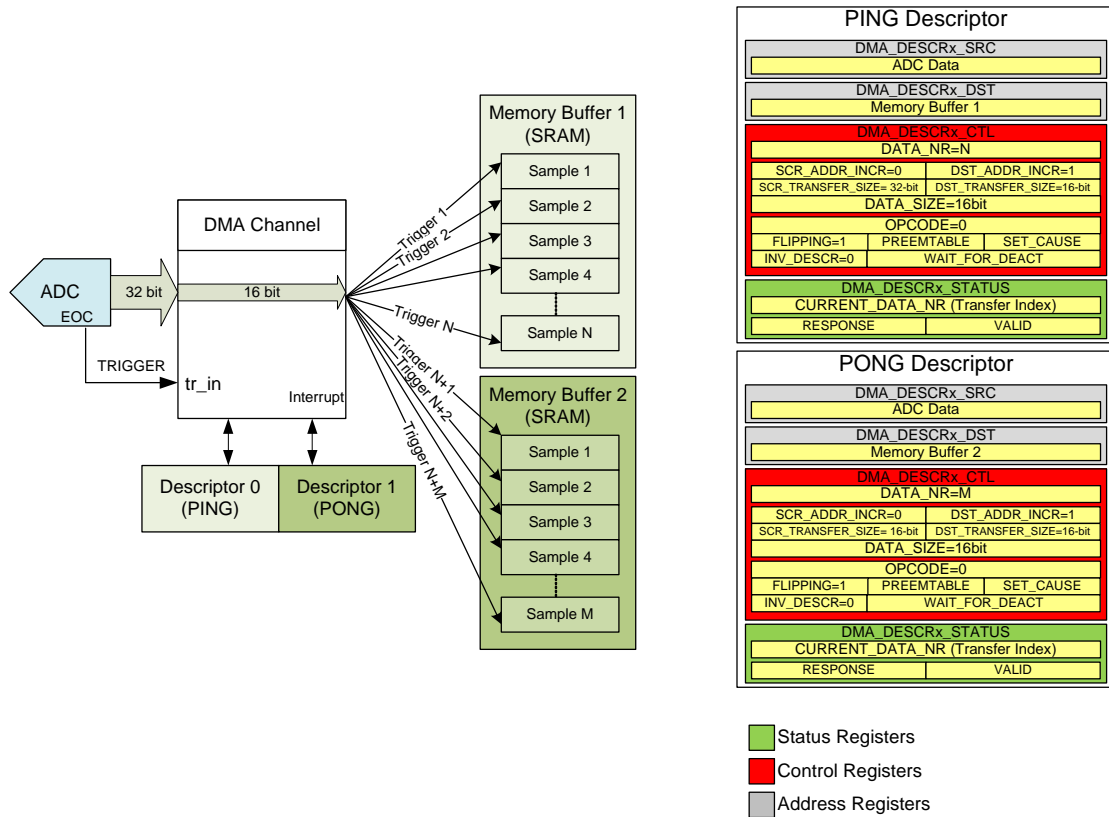 ADC
EOC
32 bit
TRIGGER
DMA Channel
16 bit
tr_in
Interrupt
Descriptor 0
(PING)
Descriptor 1
(PONG)
Trigger 1
Trigger 2
Trigger N
Trigger N+1
Trigger N+2
Trigger N+M
Memory Buffer 1
(SRAM)
Sample 1
Sample 2
Sample 3
Sample 4
Sample N
Memory Buffer 2
(SRAM)
Sample 1
Sample 2
Sample 3
Sample 4
Sample M
PING Descriptor
DMA_DESCRx_SRC
ADC Data
DMA_DESCRx_DST
Memory Buffer 1
DMA_DESCRx_CTL
DATA_NR=N
SCR_ADDR_INCR=0 DST_ADDR_INCR=1
SCR_TRANSFER_SIZE= 32-bit DST_TRANSFER_SIZE=16-bit
DATA_SIZE=16bit
OPCODE=0
FLIPPING=1 PREEMTABLE SET_CAUSE
INV_DESCR=0 WAIT_FOR_DEACT
DMA_DESCRx_STATUS
CURRENT_DATA_NR (Transfer Index)
RESPONSE VALID
PONG Descriptor
DMA_DESCRx_SRC
ADC Data
DMA_DESCRx_DST
Memory Buffer 2
DMA_DESCRx_CTL
DATA_NR=M
SCR_ADDR_INCR=0 DST_ADDR_INCR=1
SCR_TRANSFER_SIZE= 16-bit DST_TRANSFER_SIZE=16-bit
DATA_SIZE=16bit
OPCODE=0
FLIPPING=1 PREEMTABLE SET_CAUSE
INV_DESCR=0 WAIT_FOR_DEACT
DMA_DESCRx_STATUS
CURRENT_DATA_NR (Transfer Index)
RESPONSE VALID
Status Registers
Control Registers
Address Registers